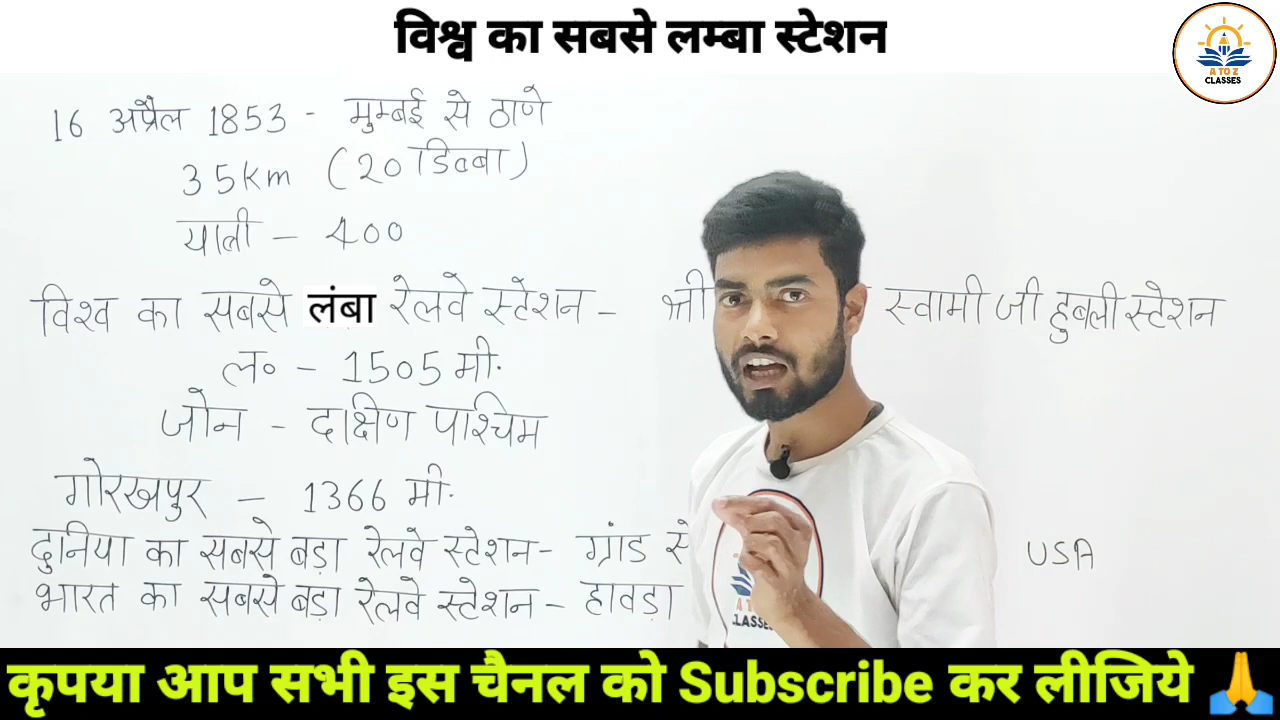 विश्व का सबसे लम्बा स्टेशन
A TO Z
CLASSES
16 अप्रैल 1853 - मुम्बई से ठाणे
35km (20 डिब्बा)
यात्री - 400
विश्व का सबसे लंबा रेलवे स्टेशन - श्री स्वामी जी हुबली स्टेशन
ल० - 1505 मी.
जोन - दक्षिण पश्चिम
गोरखपुर - 1366 मी.
दुनिया का सबसे बड़ा रेलवे स्टेशन - ग्रांड से USA
भारत का सबसे बड़ा रेलवे स्टेशन - हावड़ा
कृपया आप सभी इस चैनल को Subscribe कर लीजिये 🙏